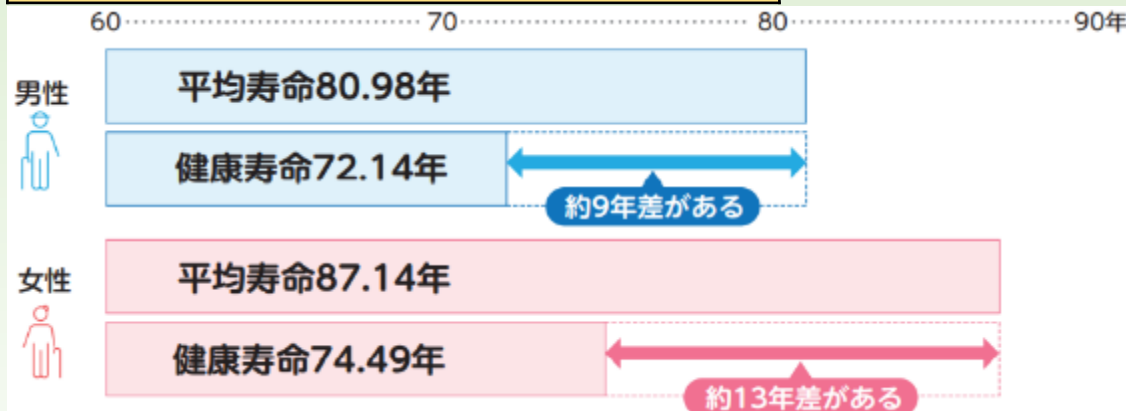 60 70 80 90年
男性
平均寿命80.98年
健康寿命72.14年
約9年差がある
女性
平均寿命87.14年
健康寿命74.49年
約13年差がある